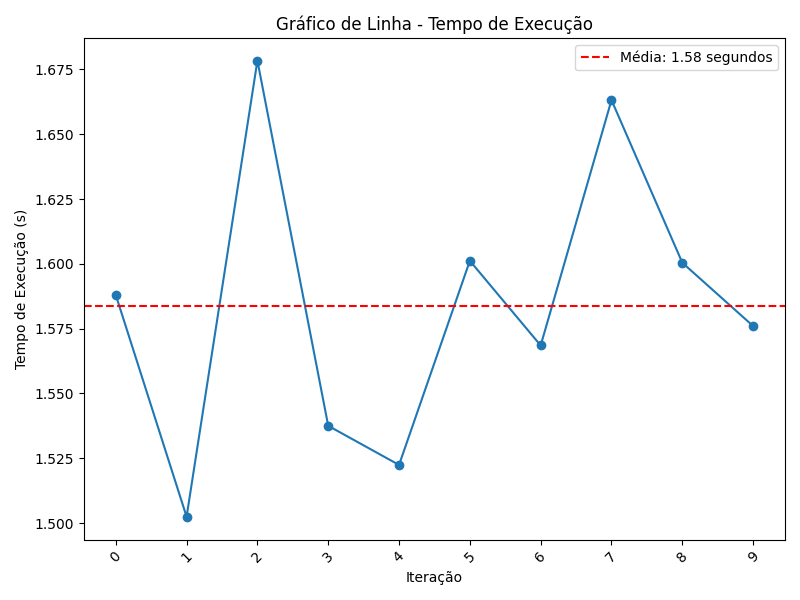 Gráfico de Linha - Tempo de Execução
Média: 1.58 segundos
Tempo de Execução (s)
1.675
1.650
1.625
1.600
1.575
1.550
1.525
1.500
0 1 2 3 4 5 6 7 8 9
Iteração